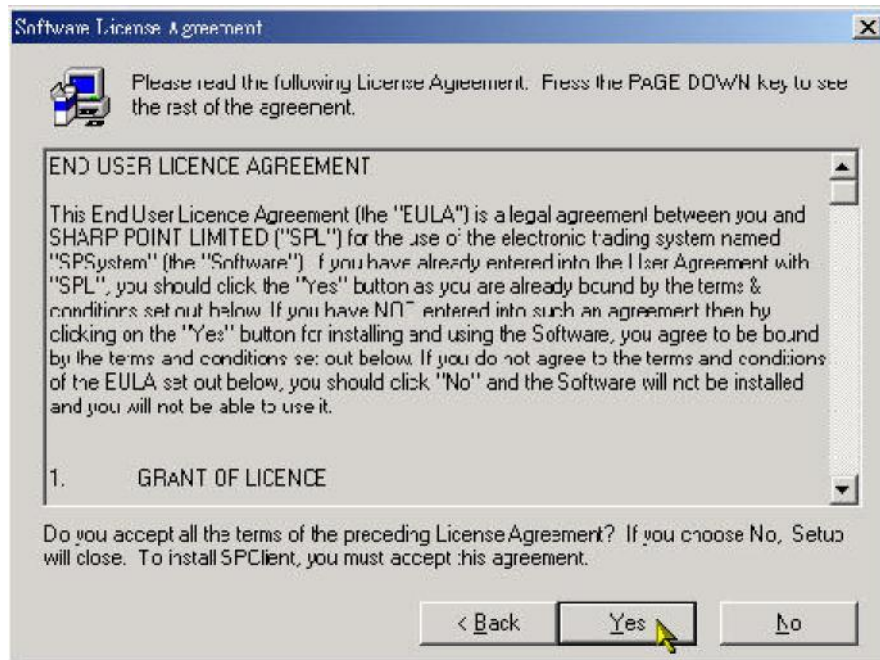 Software License Agreement
Please read the following License Agreement. Press the PAGE DOWN key to see
the rest of the agreement.
END USER LICENCE AGREEMENT
This End User Licence Agreement (the "EULA") is a legal agreement between you and
SHARP POINT LIMITED ("SPL") for the use of the electronic trading system named
"SPSystem" (the "Software"). If you have already entered into the User Agreement with
"SPL", you should click the "Yes" button as you are already bound by the terms &
conditions set out below. If you have NOT entered into such an agreement then by
clicking on the "Yes" button for installing and using the Software, you agree to be bound
by the terms and conditions set out below. If you do not agree to the terms and conditions
of the EULA set out below, you should click "No" and the Software will not be installed
and you will not be able to use it.
1. GRANT OF LICENCE
Do you accept all the terms of the preceding License Agreement? If you choose No, Setup
will close. To install SPClient, you must accept this agreement.
< Back Yes No